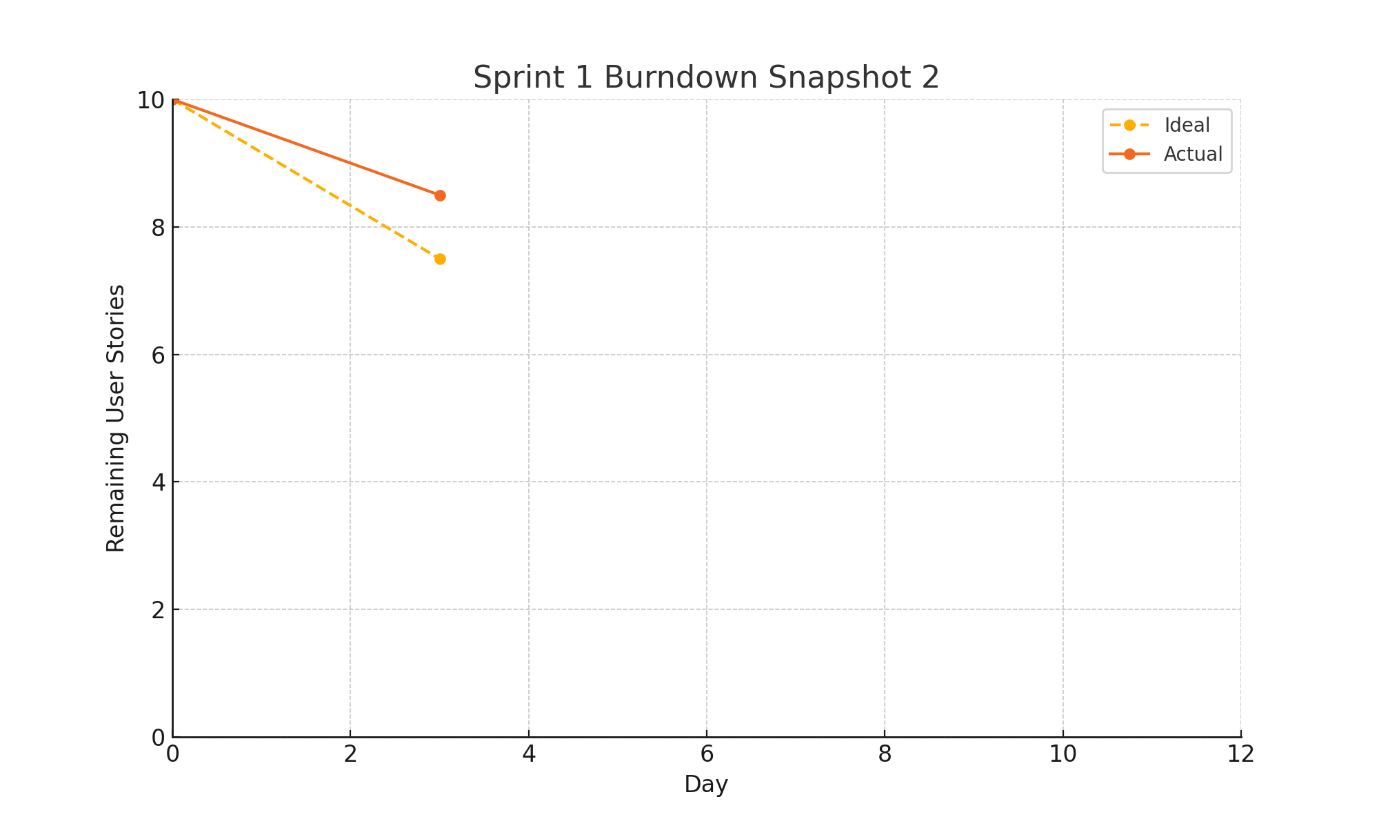 Sprint 1 Burndown Snapshot 2
Ideal
Actual
10
8
6
4
2
0
Remaining User Stories
0 2 4 6 8 10 12
Day